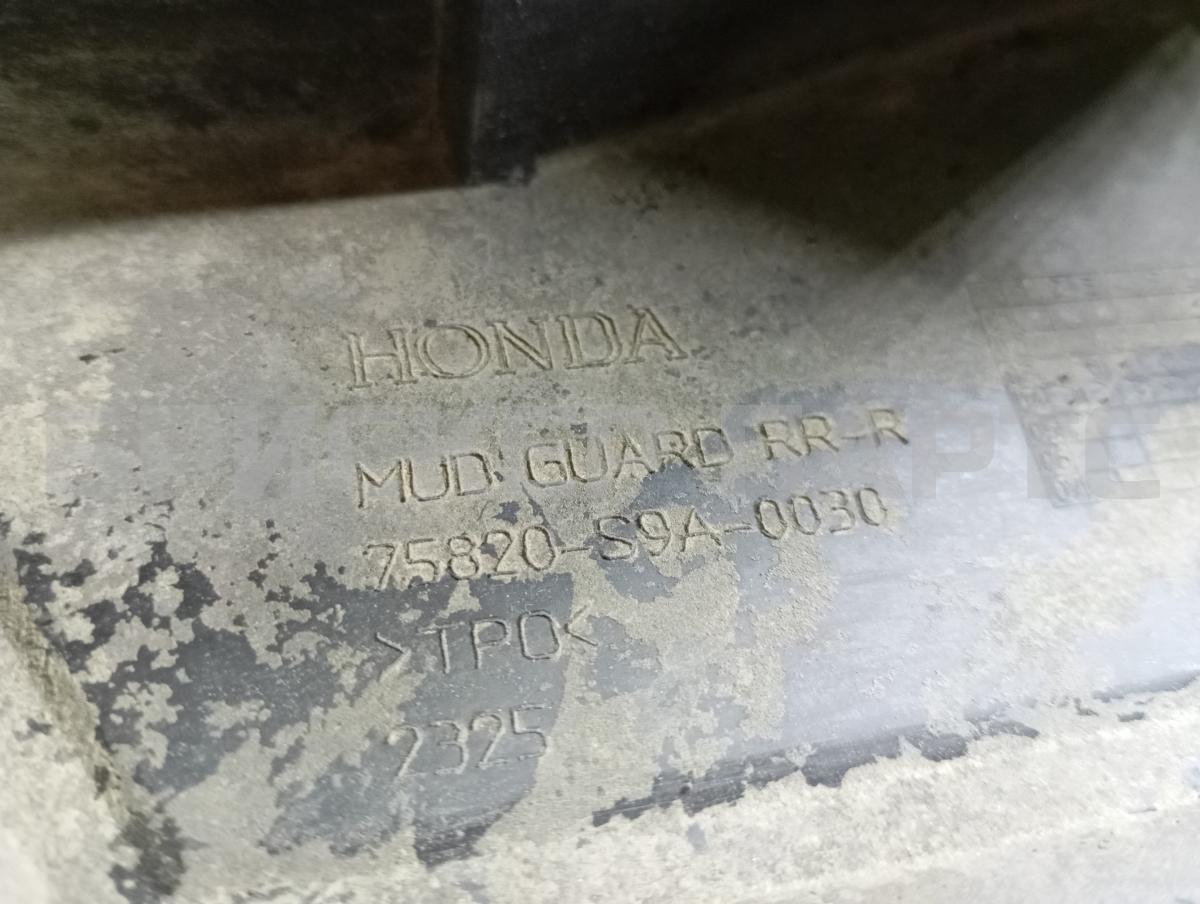 HONDA
MUD GUARD RR-R
75820-S9A-0030
>TPO<
2325